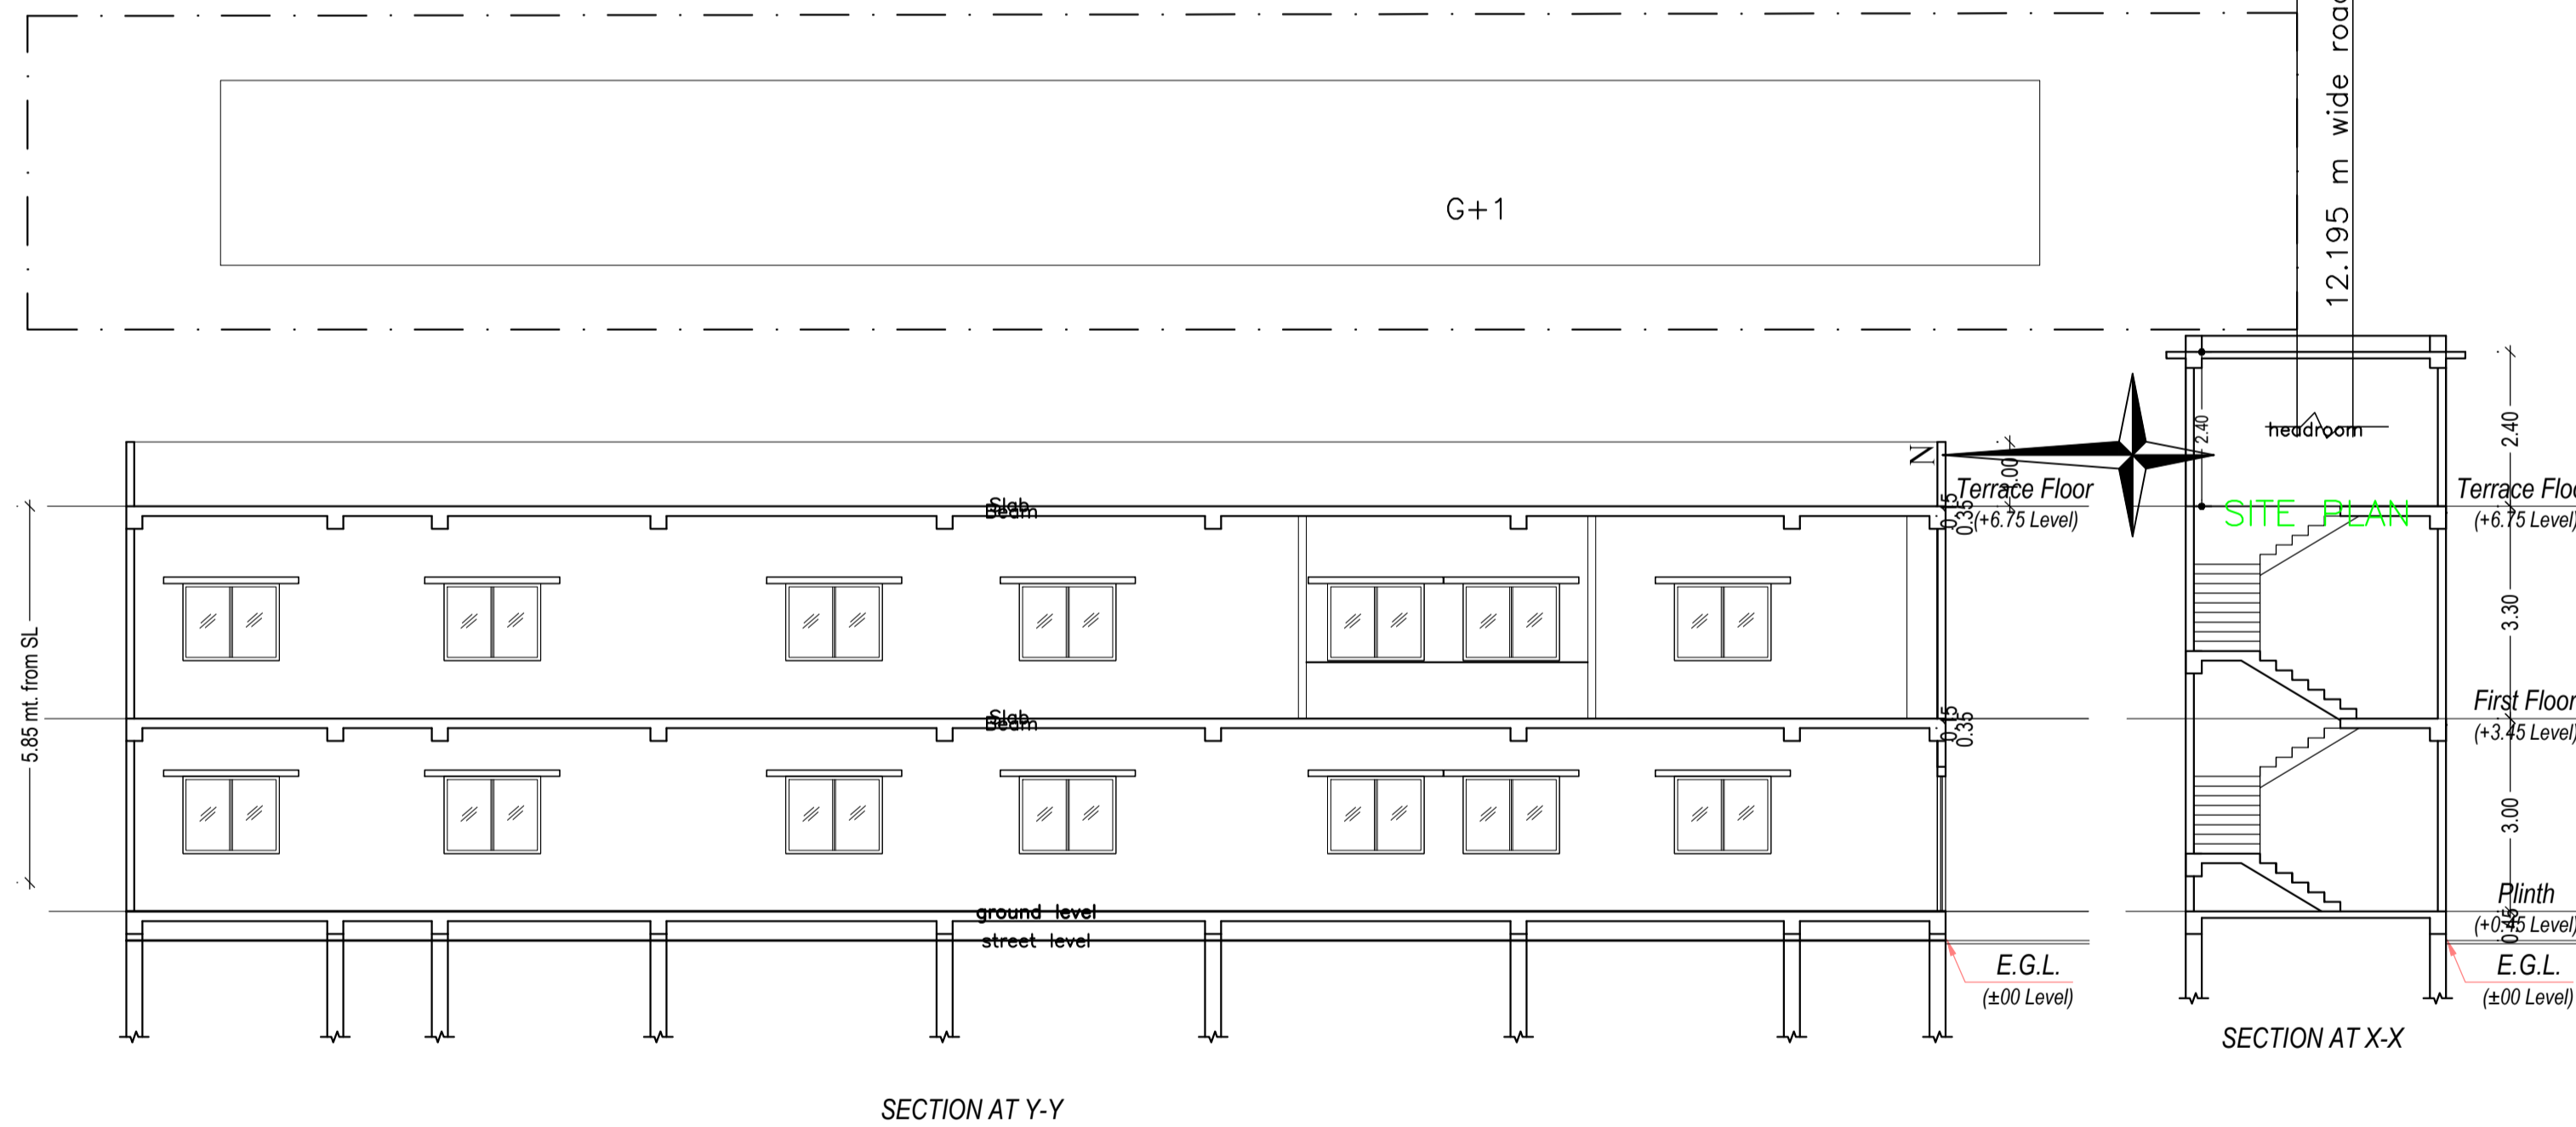 12.195 m wide road
G+1
N
SITE PLAN
headroom
2.40
2.40
Terrace Floor
(+6.75 Level)
Terrace Floo
(+6.75 Level)
Slab
Beam
0.15
0.35
3.30
5.85 mt. from SL
First Floor
(+3.45 Level)
Slab
Beam
0.15
0.35
3.00
Plinth
(+0.45 Level)
0.45
ground level
street level
E.G.L.
(±00 Level)
E.G.L.
(±00 Level)
SECTION AT X-X
SECTION AT Y-Y